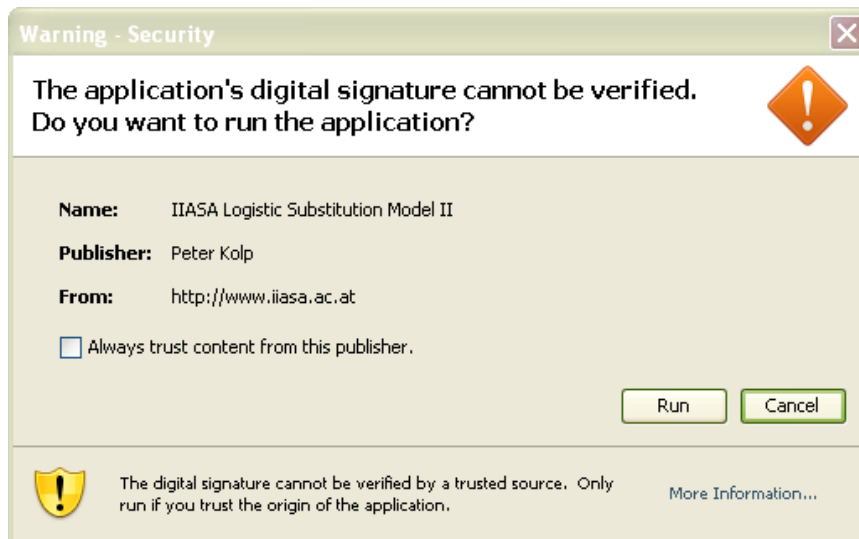 Warning - Security
The application's digital signature cannot be verified.
Do you want to run the application?
Name: IIASA Logistic Substitution Model II
Publisher: Peter Kolp
From: http://www.iiasa.ac.at
Always trust content from this publisher.
Run Cancel
The digital signature cannot be verified by a trusted source. Only
run if you trust the origin of the application.
More Information...